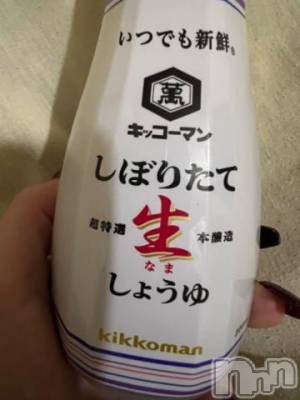 いつでも新鮮®
萬
キッコーマン
しぼりたて
超特選 生 本醸造
なま
しょうゆ
kikkoman